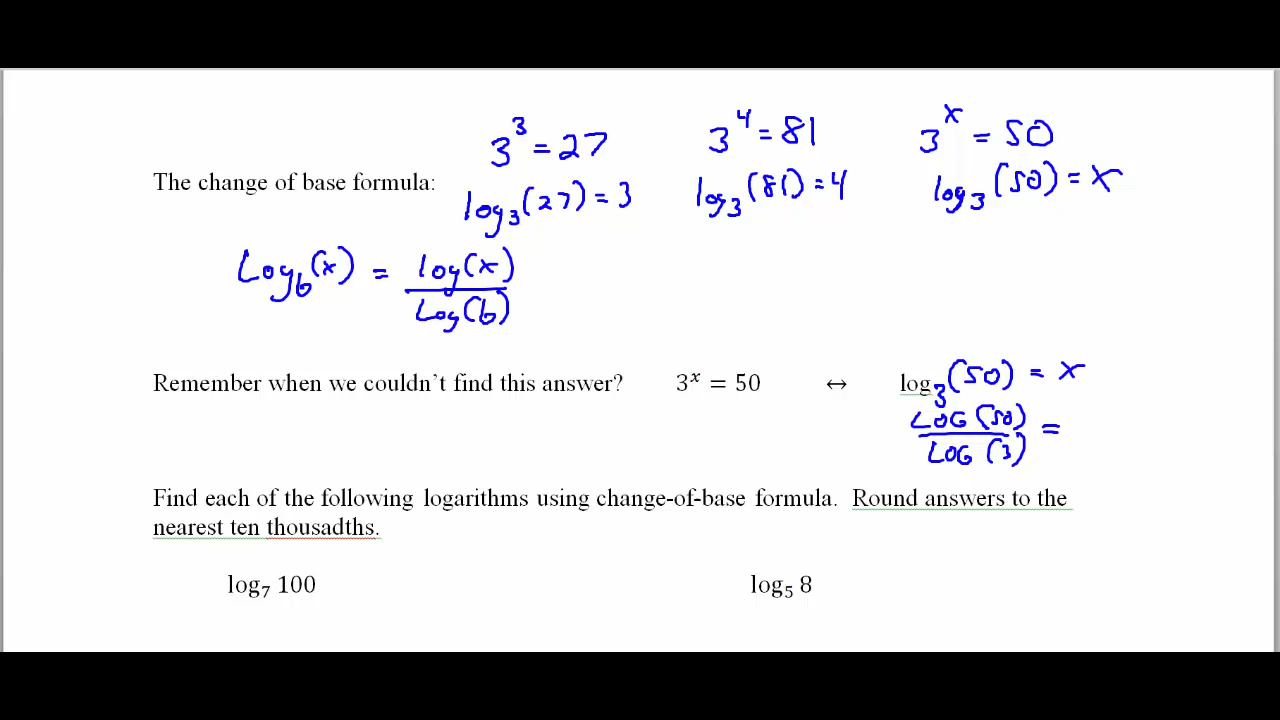 3³ = 27 3⁴ = 81 3ˣ = 50
The change of base formula: log₃(27) = 3 log₃(81) = 4 log₃(50) = x
Log_b(x) = log(x) / Log(b)
Remember when we couldn't find this answer? 3ˣ = 50 ↔ log₃(50) = x
LOG(50) / LOG(3) =
Find each of the following logarithms using change-of-base formula. Round answers to the
nearest ten thousadths.
log₇ 100 log₅ 8